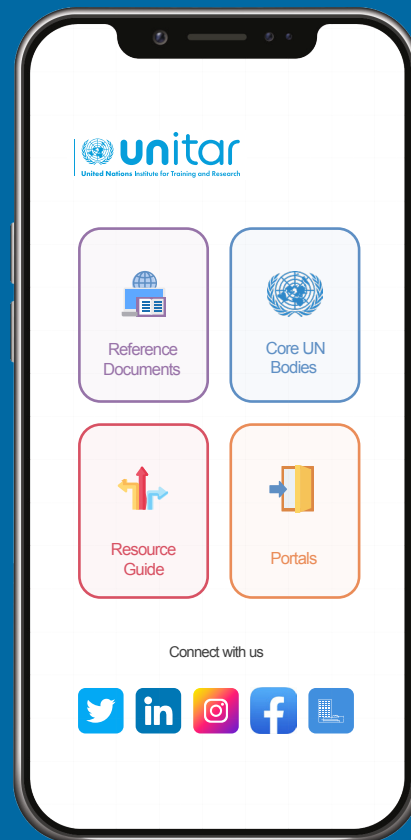 unitar
United Nations Institute for Training and Research
Reference
Documents
Core UN
Bodies
Resource
Guide
Portals
Connect with us
in
f